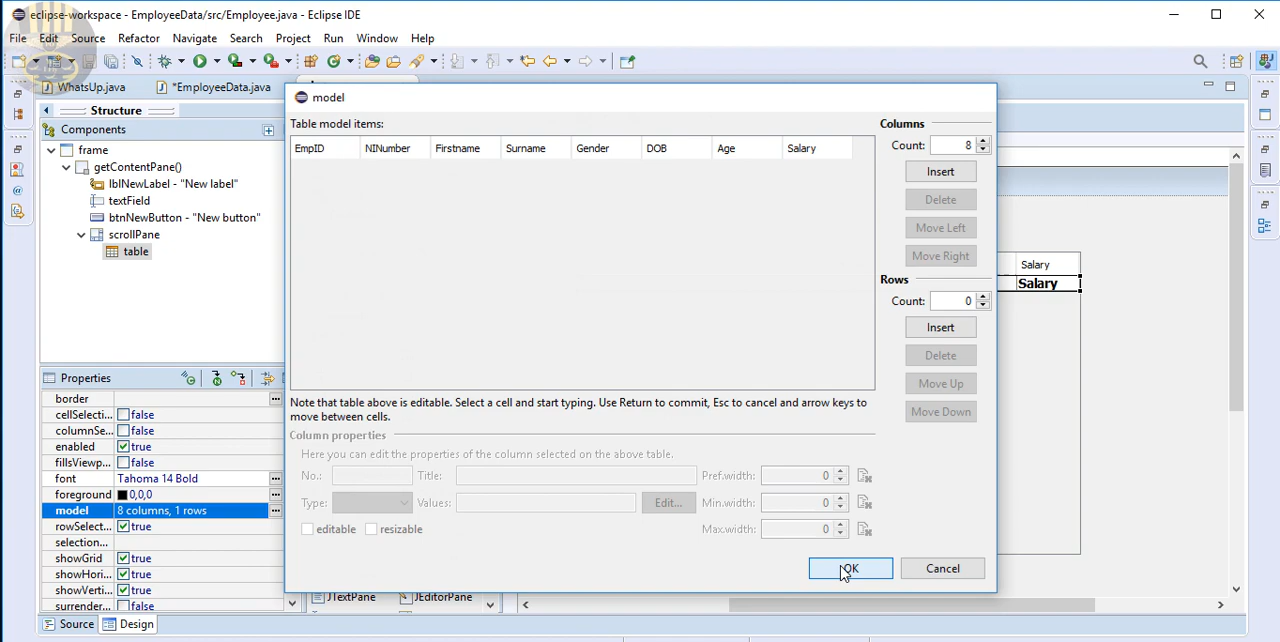 eclipse-workspace - EmployeeData/src/Employee.java - Eclipse IDE
File Edit Source Refactor Navigate Search Project Run Window Help
WhatsUp.java *EmployeeData.java
Structure
Components
frame
getContentPane()
lblNewLabel - "New label"
textField
btnNewButton - "New button"
scrollPane
table
Properties
border
cellSelecti... false
columnSe... false
enabled true
fillsViewp... false
font Tahoma 14 Bold
foreground 0,0,0
model 8 columns, 1 rows
rowSelect... true
selection...
showGrid true
showHori... true
showVerti... true
surrender... false
Source Design
model
Table model items:
EmpID NINumber Firstname Surname Gender DOB Age Salary
Note that table above is editable. Select a cell and start typing. Use Return to commit, Esc to cancel and arrow keys to
move between cells.
Column properties
Here you can edit the properties of the column selected on the above table.
No.: Title: Pref.width: 0
Type: Values: Edit... Min.width: 0
editable resizable Max.width: 0
Columns
Count: 8
Insert
Delete
Move Left
Move Right
Rows
Count: 0
Insert
Delete
Move Up
Move Down
OK Cancel
Salary
Salary
JTextPane JEditorPane